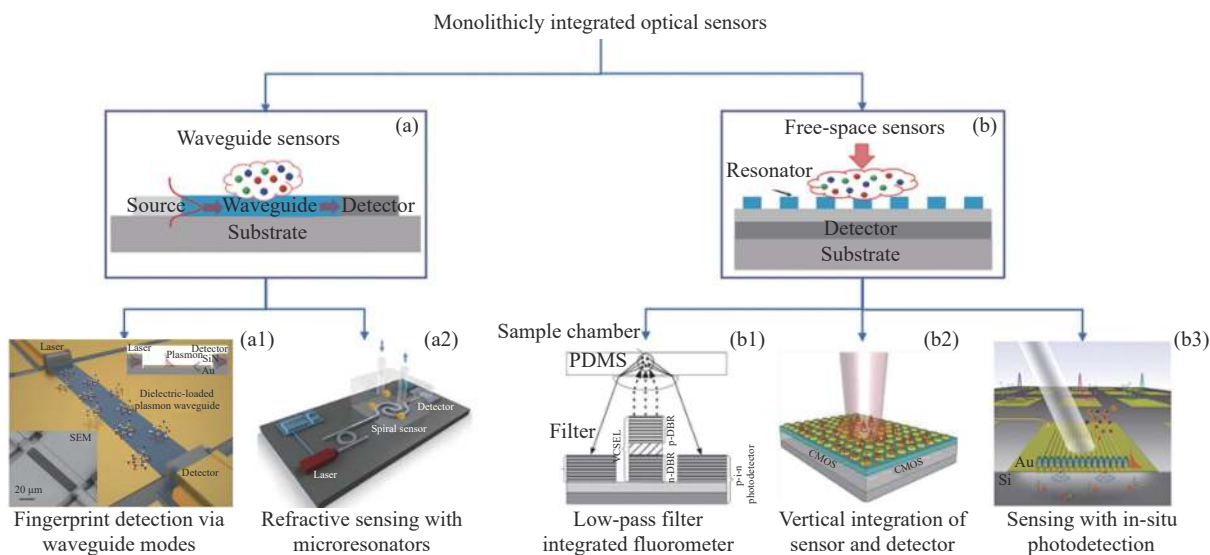 Monolithicly integrated optical sensors
(a)
Waveguide sensors
Source
Waveguide
Detector
Substrate
(b)
Free-space sensors
Resonator
Detector
Substrate
(a1)
Laser
Laser
Plasmon
Detector
SiN
Au
Dielectric-loaded
plasmon waveguide
SEM
20 μm
Detector
Fingerprint detection via
waveguide modes
(a2)
Detector
Spiral sensor
Laser
Refractive sensing with
microresonators
(b1)
Sample chamber
PDMS
Filter
VCSEL
p-DBR
n-DBR
p-i-n
photodetector
Low-pass filter
integrated fluorometer
(b2)
CMOS
CMOS
Vertical integration of
sensor and detector
(b3)
Au
Si
Sensing with in-situ
photodetection